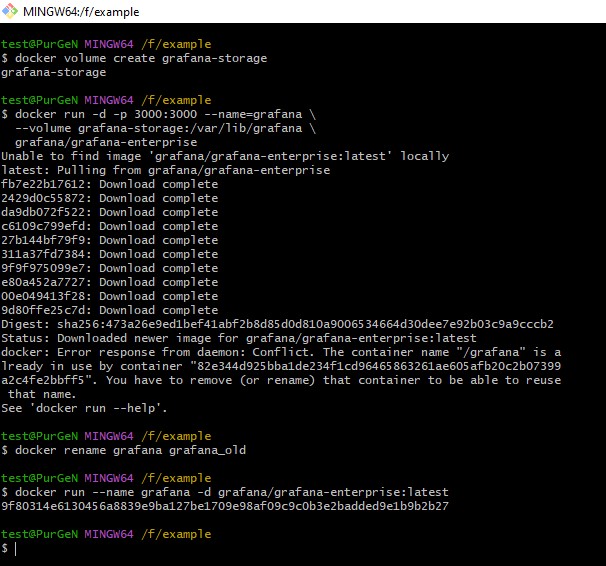 MINGW64:/f/example
test@PurGeN MINGW64 /f/example
$ docker volume create grafana-storage
grafana-storage
test@PurGeN MINGW64 /f/example
$ docker run -d -p 3000:3000 --name=grafana \
  --volume grafana-storage:/var/lib/grafana \
  grafana/grafana-enterprise
Unable to find image 'grafana/grafana-enterprise:latest' locally
latest: Pulling from grafana/grafana-enterprise
fb7e22b17612: Download complete
2429d0c55872: Download complete
da9db072f522: Download complete
c6109c799efd: Download complete
27b144bf79f9: Download complete
311a37fd7384: Download complete
9f9f975099e7: Download complete
e80a452a7727: Download complete
00e049413f28: Download complete
9d80ffe25c7d: Download complete
Digest: sha256:473a26e9ed1bef41abf2b8d85d0d810a9006534664d30dee7e92b03c9a9cccb2
Status: Downloaded newer image for grafana/grafana-enterprise:latest
docker: Error response from daemon: Conflict. The container name "/grafana" is a
lready in use by container "82e344d925bba1de234f1cd96465863261ae605afb20c2b07399
a2c4fe2bbff5". You have to remove (or rename) that container to be able to reuse
 that name.
See 'docker run --help'.
test@PurGeN MINGW64 /f/example
$ docker rename grafana grafana_old
test@PurGeN MINGW64 /f/example
$ docker run --name grafana -d grafana/grafana-enterprise:latest
9f80314e6130456a8839e9ba127be1709e98af09c9c0b3e2badded9e1b9b2b27
test@PurGeN MINGW64 /f/example
$